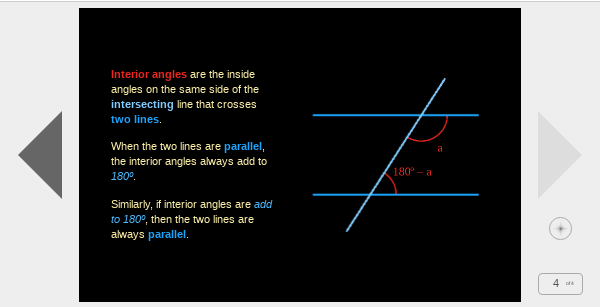 Interior angles are the inside
angles on the same side of the
intersecting line that crosses
two lines.
When the two lines are parallel,
the interior angles always add to
180º.
Similarly, if interior angles are add
to 180º, then the two lines are
always parallel.
a
180º – a
4 of 4